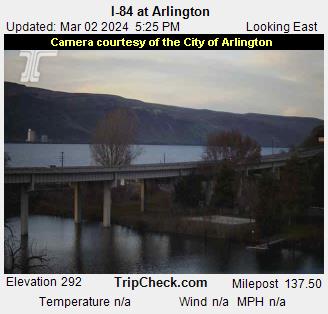 I-84 at Arlington
Updated: Mar 02 2024 5:25 PM Looking East
Camera courtesy of the City of Arlington
Elevation 292 TripCheck.com Milepost 137.50
Temperature n/a Wind n/a MPH n/a